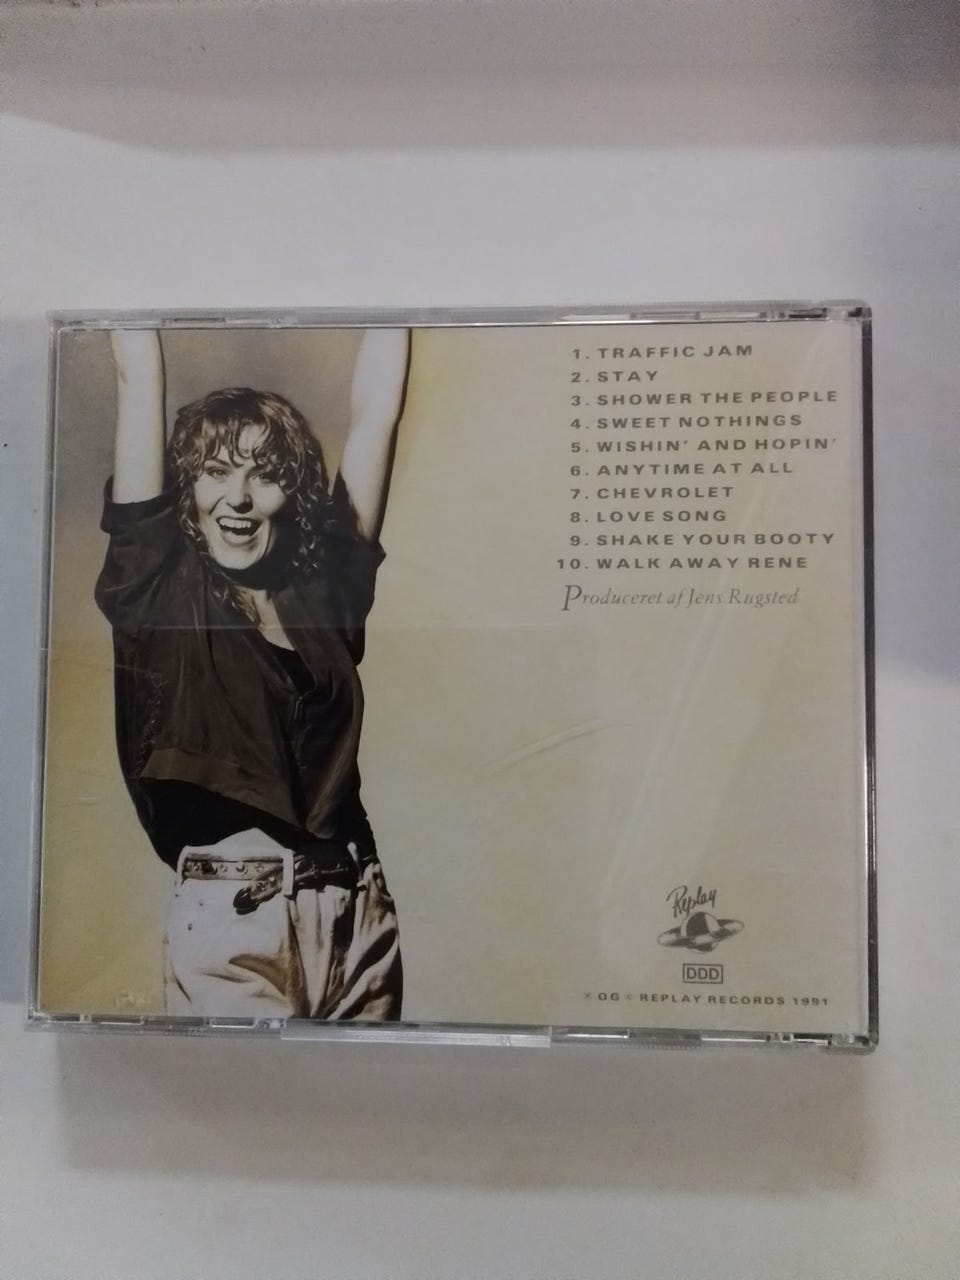 1. TRAFFIC JAM
2. STAY
3. SHOWER THE PEOPLE
4. SWEET NOTHINGS
5. WISHIN' AND HOPIN'
6. ANYTIME AT ALL
7. CHEVROLET
8. LOVE SONG
9. SHAKE YOUR BOOTY
10. WALK AWAY RENE
Produceret af Jens Rugsted
Replay
DDD
℗ OG © REPLAY RECORDS 1991